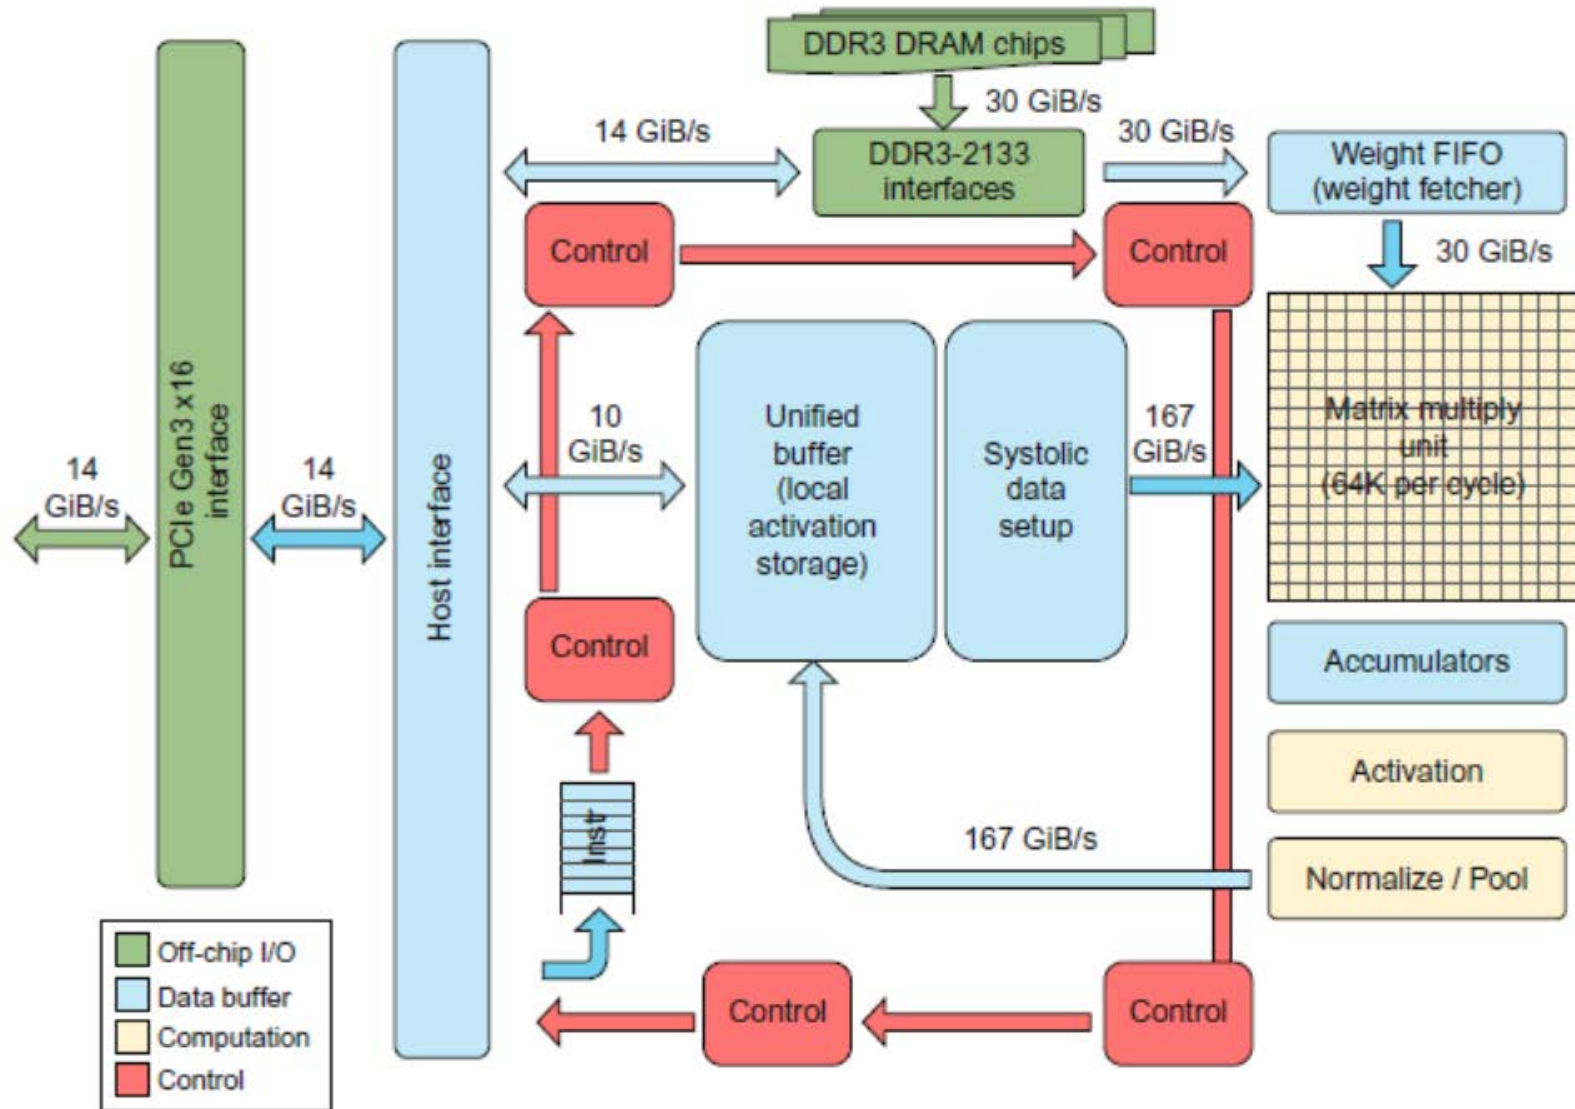 DDR3 DRAM chips
30 GiB/s
14 GiB/s
DDR3-2133
interfaces
30 GiB/s
Weight FIFO
(weight fetcher)
30 GiB/s
Control
Control
PCIe Gen3 x16
interface
Host interface
14
GiB/s
14
GiB/s
10
GiB/s
Unified
buffer
(local
activation
storage)
Systolic
data
setup
167
GiB/s
Matrix multiply
unit
(64K per cycle)
Control
Accumulators
Activation
Instr
167 GiB/s
Normalize / Pool
Control
Control
Off-chip I/O
Data buffer
Computation
Control